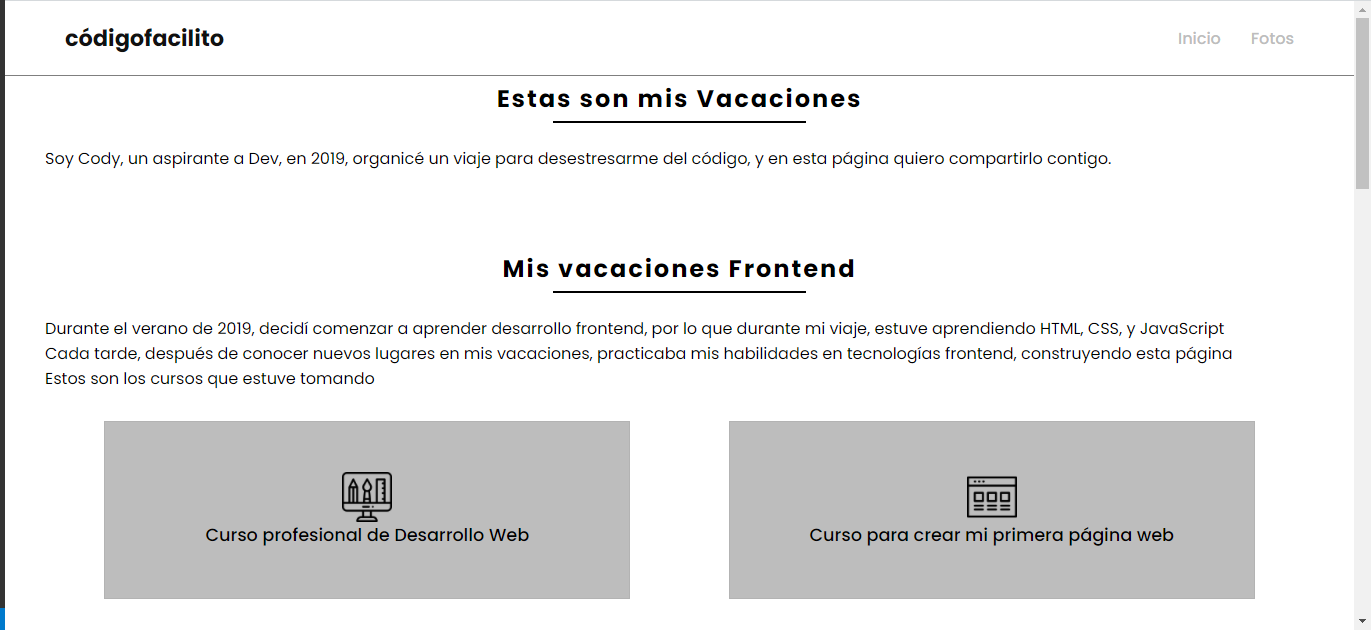 códigofacilito
Inicio
Fotos
Estas son mis Vacaciones
Soy Cody, un aspirante a Dev, en 2019, organicé un viaje para desestresarme del código, y en esta página quiero compartirlo contigo.
Mis vacaciones Frontend
Durante el verano de 2019, decidí comenzar a aprender desarrollo frontend, por lo que durante mi viaje, estuve aprendiendo HTML, CSS, y JavaScript
Cada tarde, después de conocer nuevos lugares en mis vacaciones, practicaba mis habilidades en tecnologías frontend, construyendo esta página
Estos son los cursos que estuve tomando
Curso profesional de Desarrollo Web
Curso para crear mi primera página web